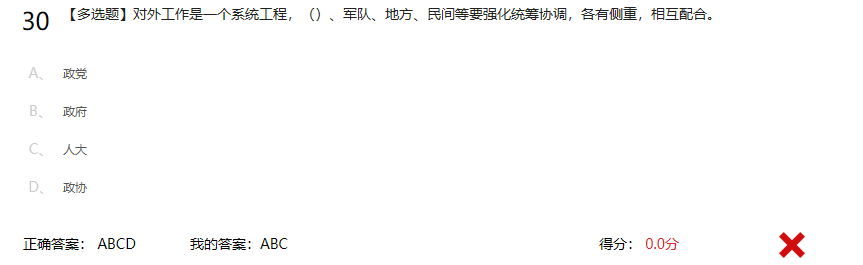 30 【多选题】对外工作是一个系统工程，（）、军队、地方、民间等要强化统筹协调，各有侧重，相互配合。
A、 政党
B、 政府
C、 人大
D、 政协
正确答案： ABCD 我的答案：ABC 得分： 0.0分